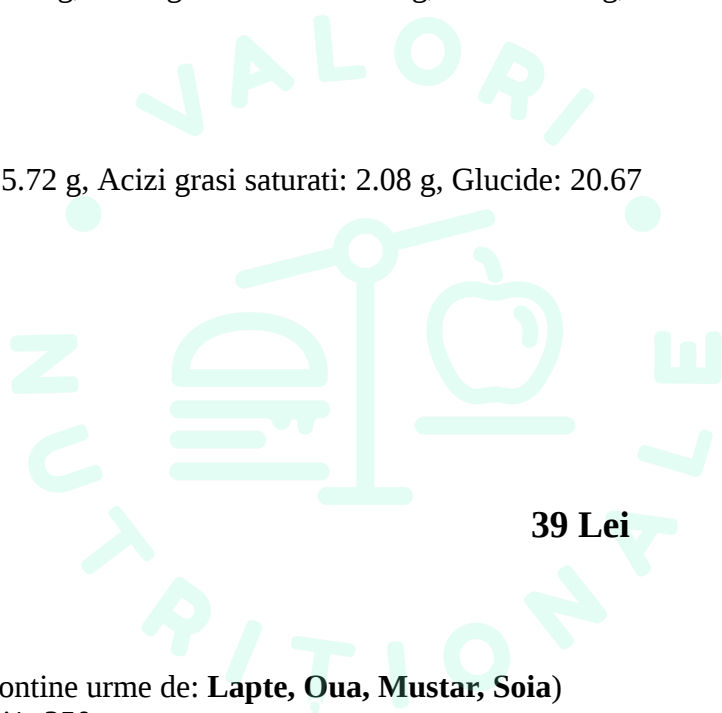 VALORI
5.72 g, Acizi grasi saturati: 2.08 g, Glucide: 20.67
NUTRIȚIONALE
39 Lei
ontine urme de: Lapte, Oua, Mustar, Soia)